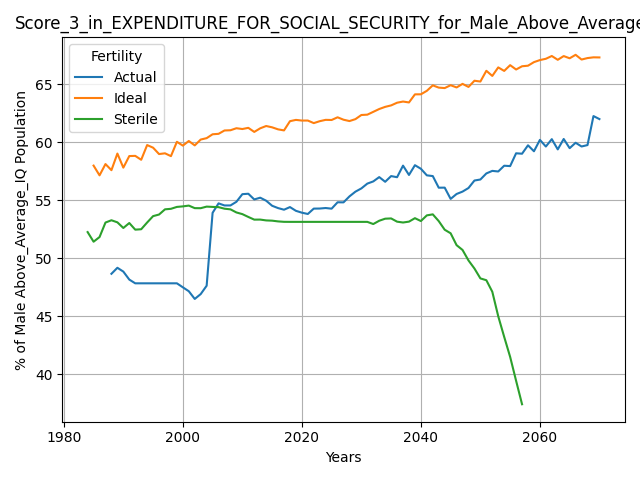 Score_3_in_EXPENDITURE_FOR_SOCIAL_SECURITY_for_Male_Above_Average
Fertility
Actual
Ideal
Sterile
% of Male Above_Average_IQ Population
65
60
55
50
45
40
1980
2000
2020
2040
2060
Years